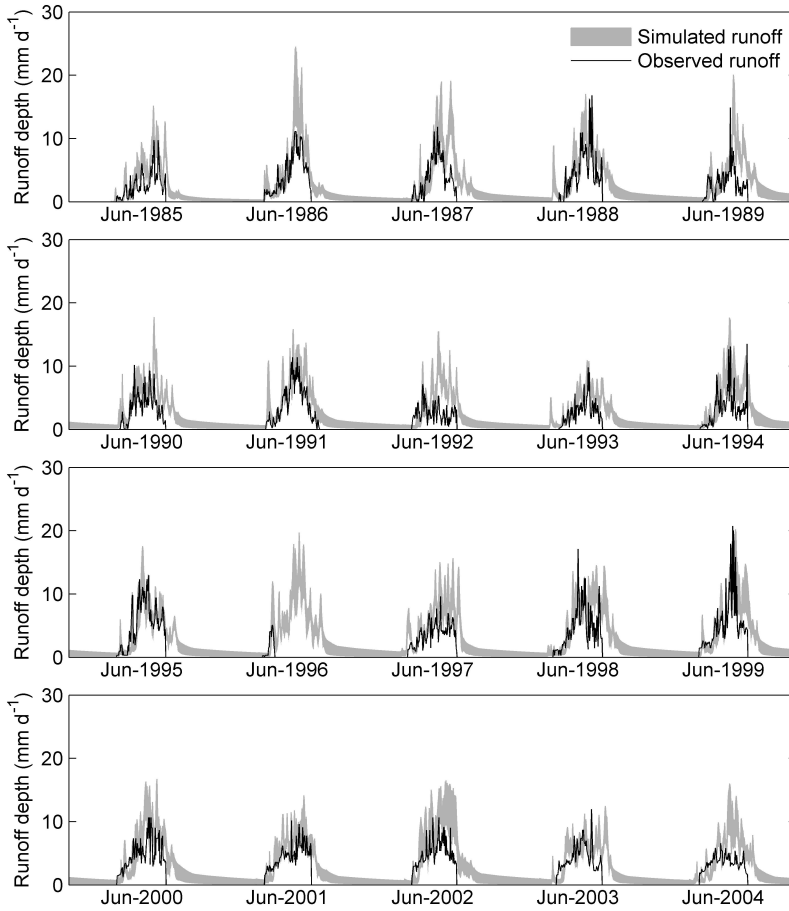 30
Simulated runoff
Observed runoff
20
10
0
Runoff depth (mm d⁻¹)
Jun-1985 Jun-1986 Jun-1987 Jun-1988 Jun-1989
30
20
10
0
Runoff depth (mm d⁻¹)
Jun-1990 Jun-1991 Jun-1992 Jun-1993 Jun-1994
30
20
10
0
Runoff depth (mm d⁻¹)
Jun-1995 Jun-1996 Jun-1997 Jun-1998 Jun-1999
30
20
10
0
Runoff depth (mm d⁻¹)
Jun-2000 Jun-2001 Jun-2002 Jun-2003 Jun-2004